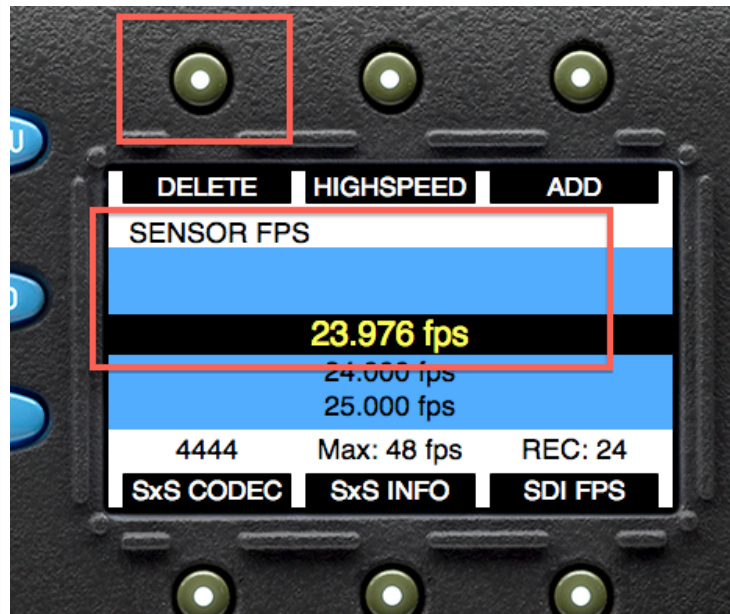 DELETE HIGHSPEED ADD
SENSOR FPS
23.976 fps
24.000 fps
25.000 fps
4444 Max: 48 fps REC: 24
SxS CODEC SxS INFO SDI FPS